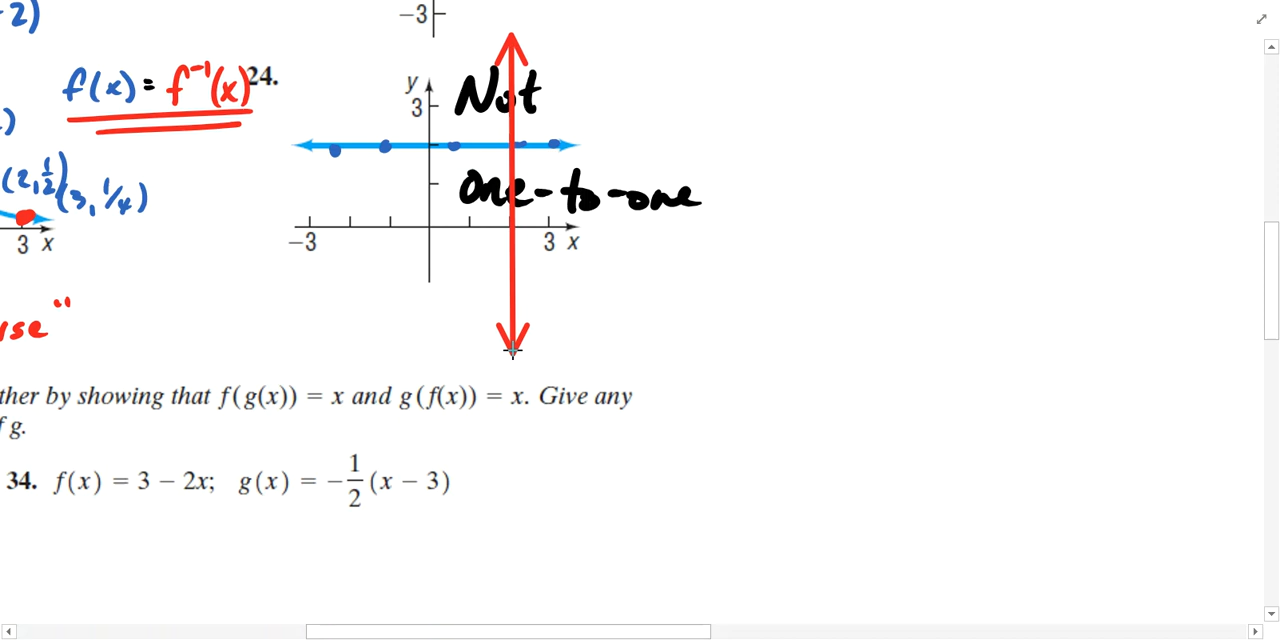 2)
−3
f(x) = f⁻¹(x)
24.
y
3
Not
)
(2, 1/2)
(3, 1/4)
one-to-one
3 x
−3
3 x
rse"
ther by showing that f(g(x)) = x and g(f(x)) = x. Give any
f g.
34. f(x) = 3 − 2x; g(x) = −1/2(x − 3)